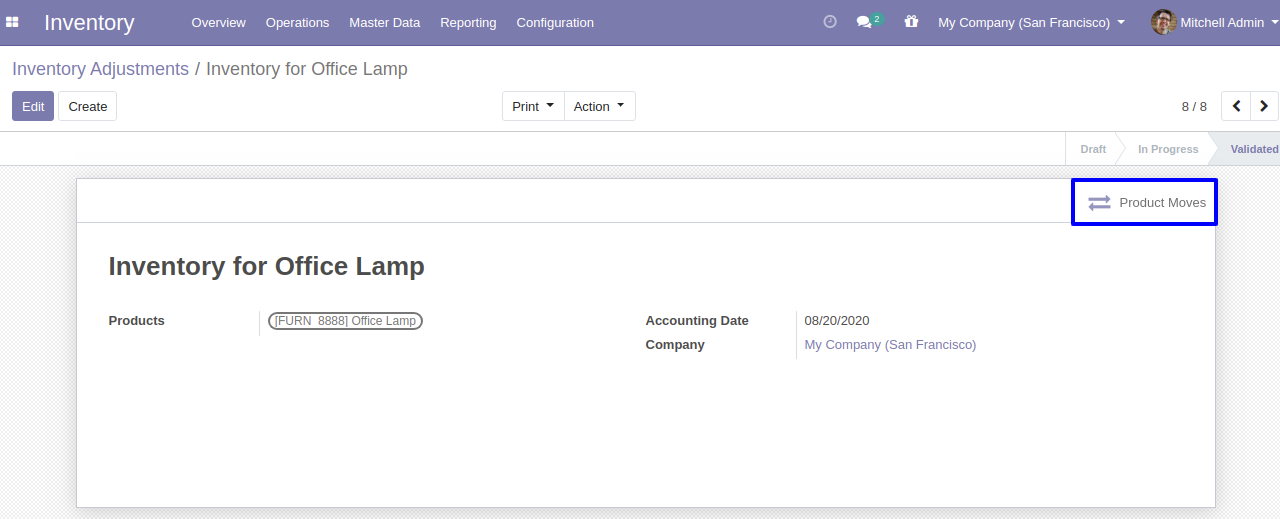 Inventory Overview Operations Master Data Reporting Configuration 2 My Company (San Francisco) Mitchell Admin
Inventory Adjustments / Inventory for Office Lamp
Edit Create Print Action 8 / 8
Draft In Progress Validated
Product Moves
Inventory for Office Lamp
Products [FURN_8888] Office Lamp Accounting Date 08/20/2020
Company My Company (San Francisco)